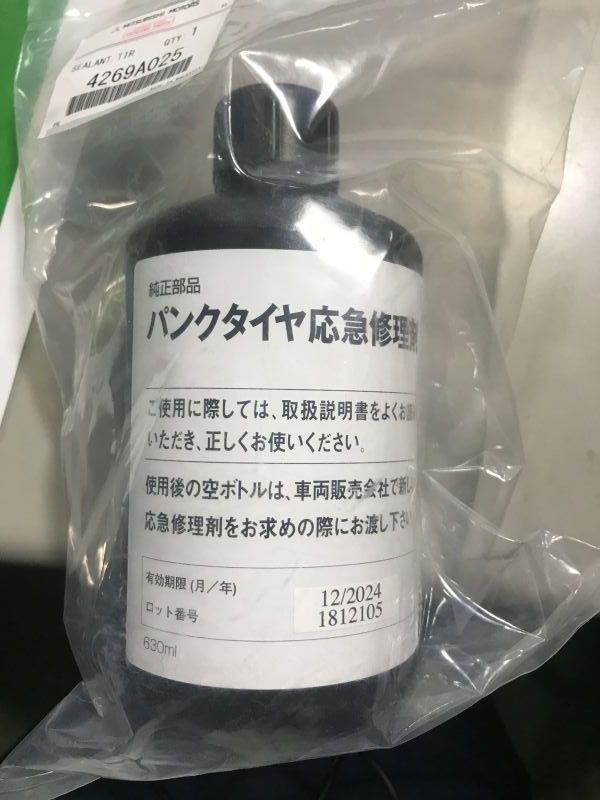 MITSUBISHI MOTORS
SEALANT,TIR QTY 1
4269A025
純正部品
パンクタイヤ応急修理剤
ご使用に際しては、取扱説明書をよくお読み
いただき、正しくお使いください。
使用後の空ボトルは、車両販売会社で新し
応急修理剤をお求めの際にお渡し下さい
有効期限(月/年) 12/2024
ロット番号 1812105
630ml